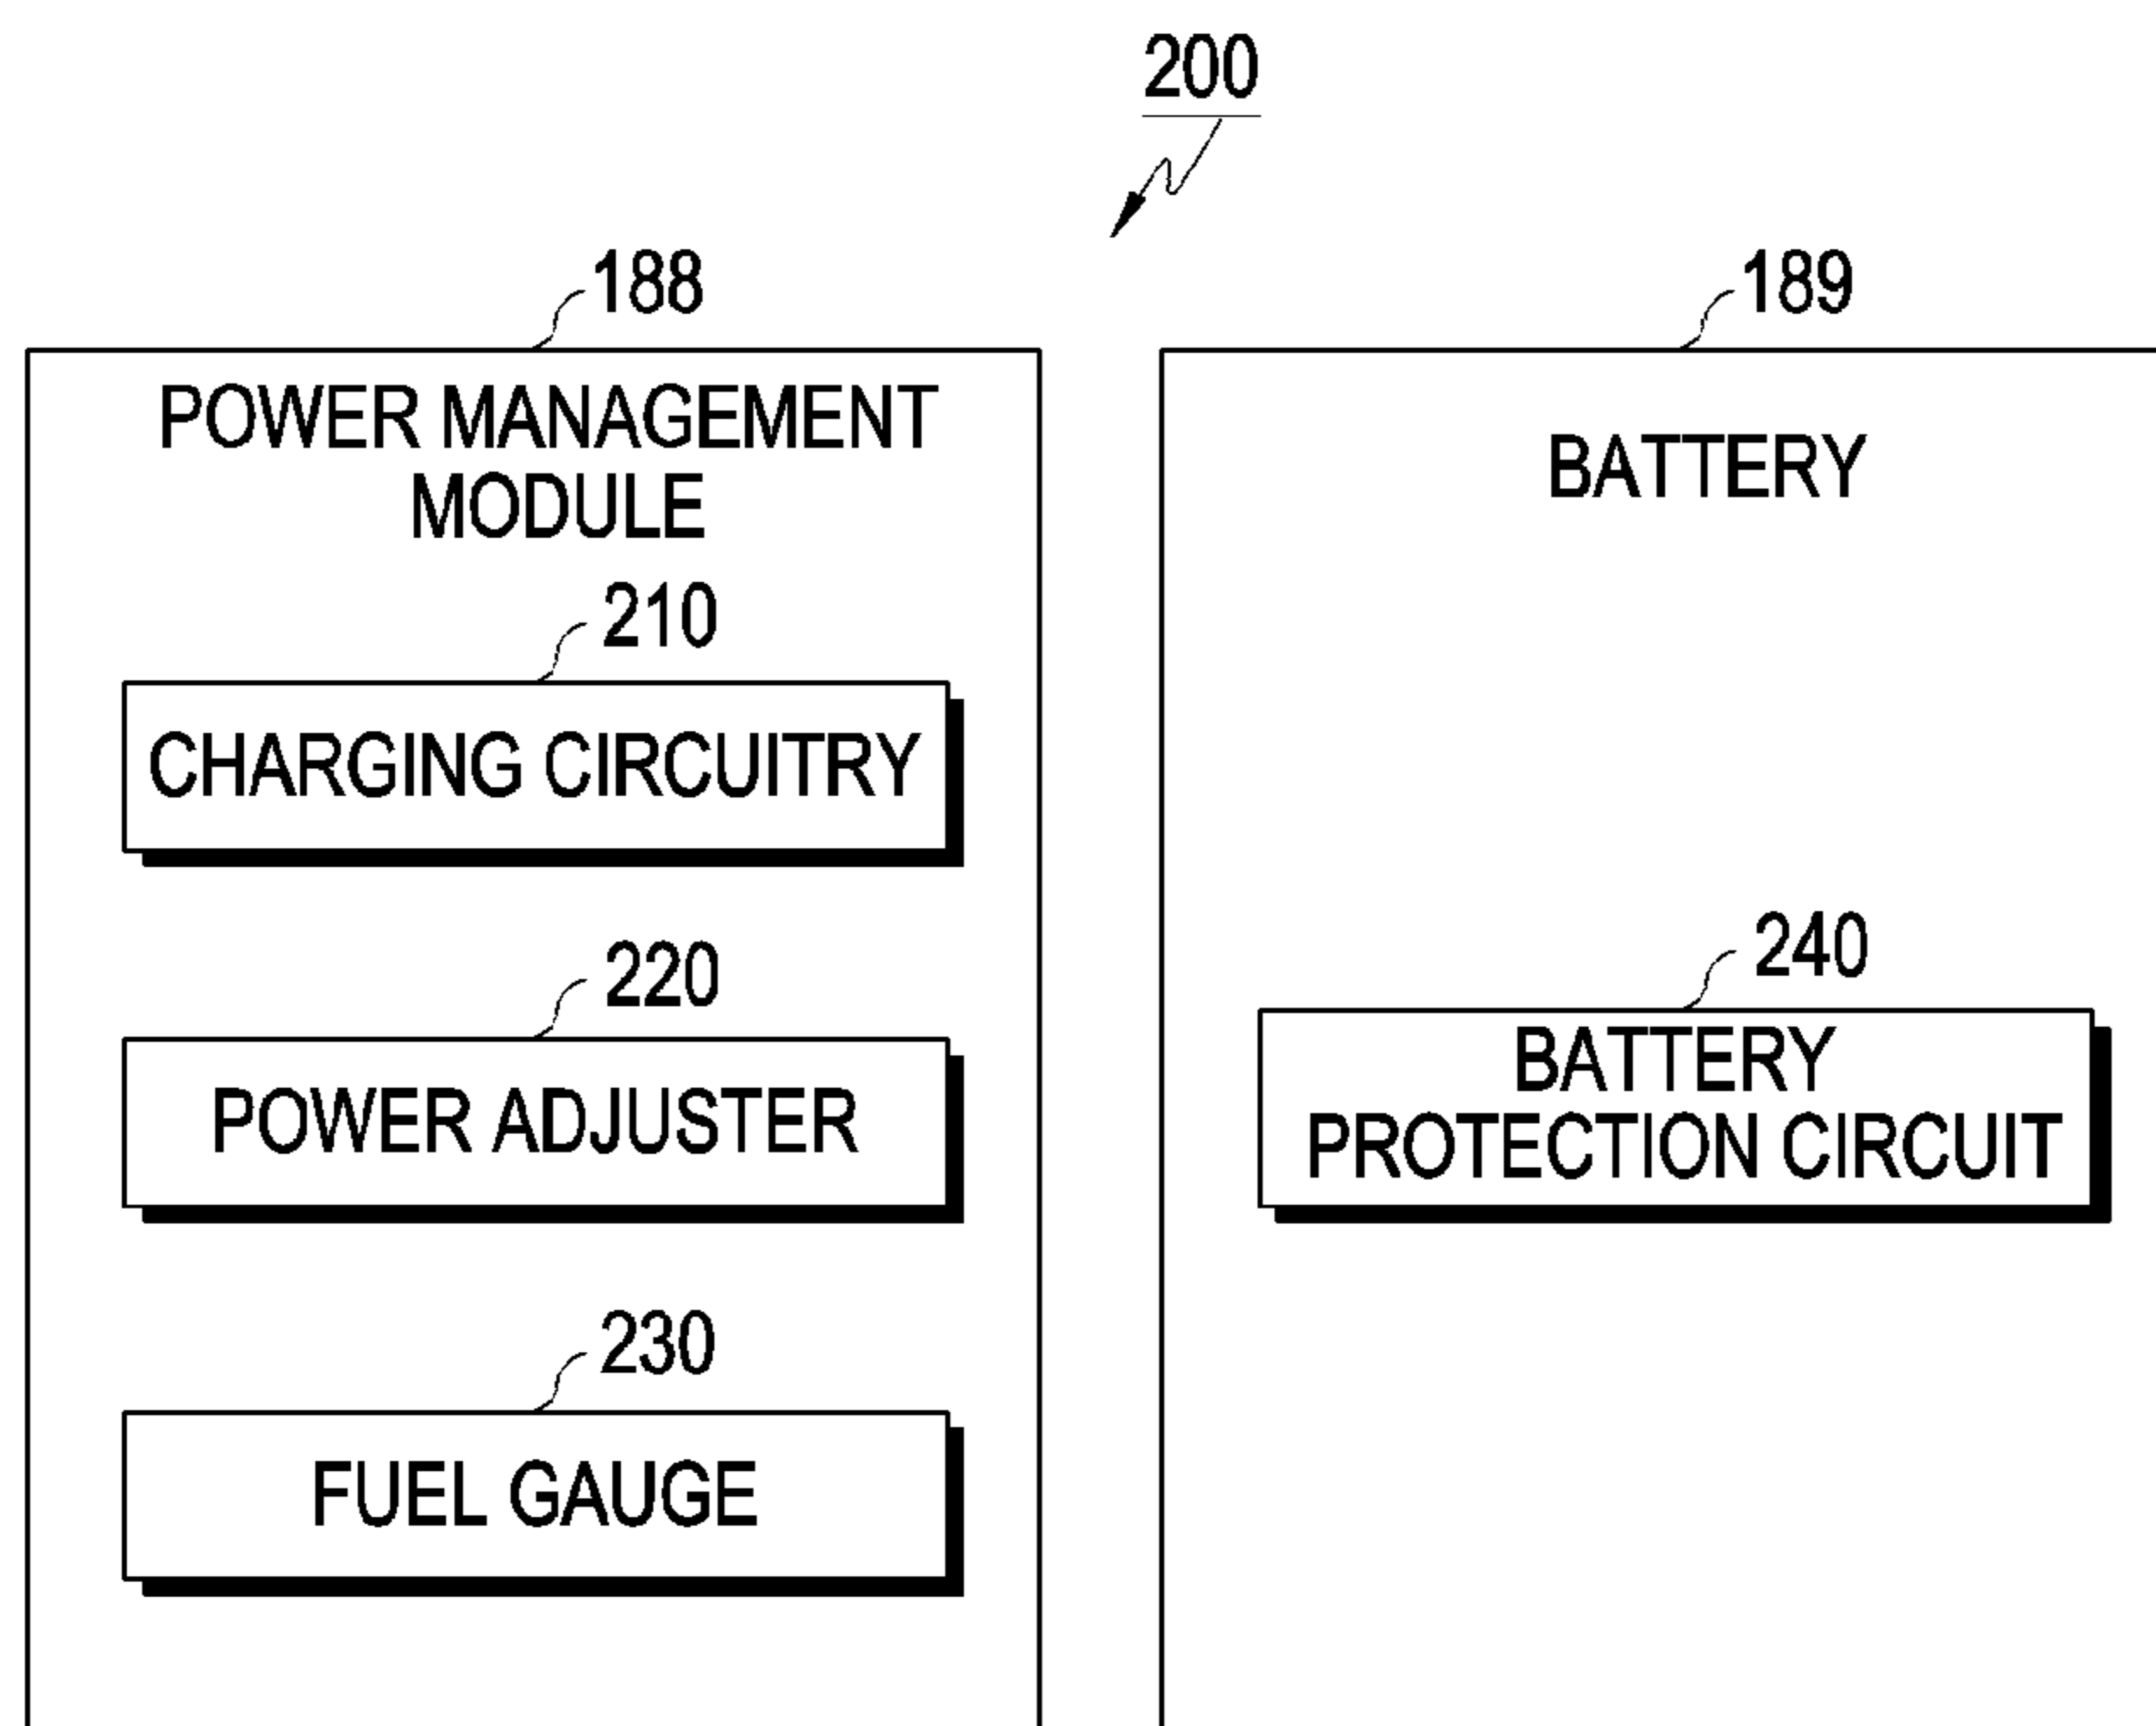 200
188
POWER MANAGEMENT
MODULE
210
CHARGING CIRCUITRY
220
POWER ADJUSTER
230
FUEL GAUGE
189
BATTERY
240
BATTERY
PROTECTION CIRCUIT